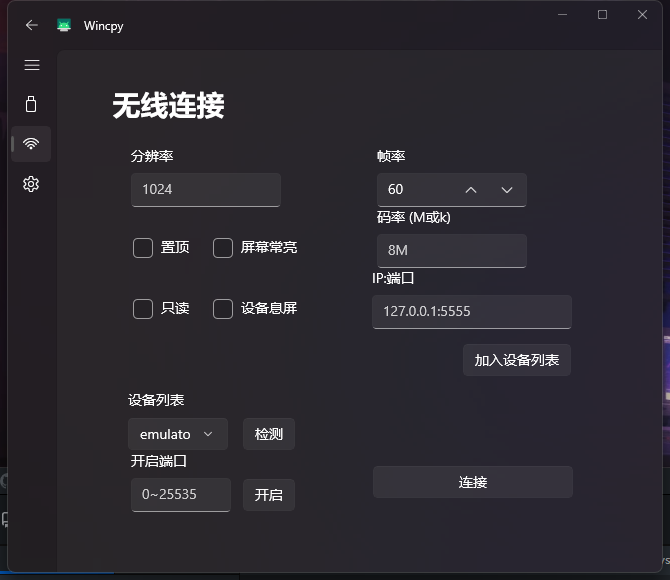 Wincpy
无线连接
分辨率
1024
帧率
60
码率 (M或k)
8M
置顶
屏幕常亮
IP:端口
127.0.0.1:5555
只读
设备息屏
加入设备列表
设备列表
emulato
检测
开启端口
0~25535
开启
连接